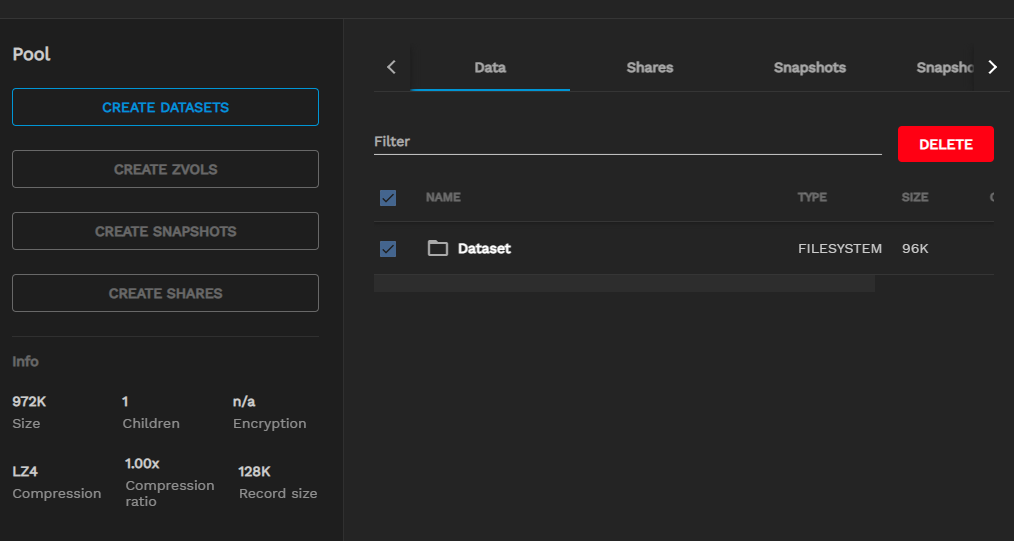 Pool
CREATE DATASETS
CREATE ZVOLS
CREATE SNAPSHOTS
CREATE SHARES
Info
972K
Size
1
Children
n/a
Encryption
LZ4
Compression
1.00x
Compression
ratio
128K
Record size
Data Shares Snapshots Snapsho
Filter
DELETE
NAME TYPE SIZE
Dataset FILESYSTEM 96K